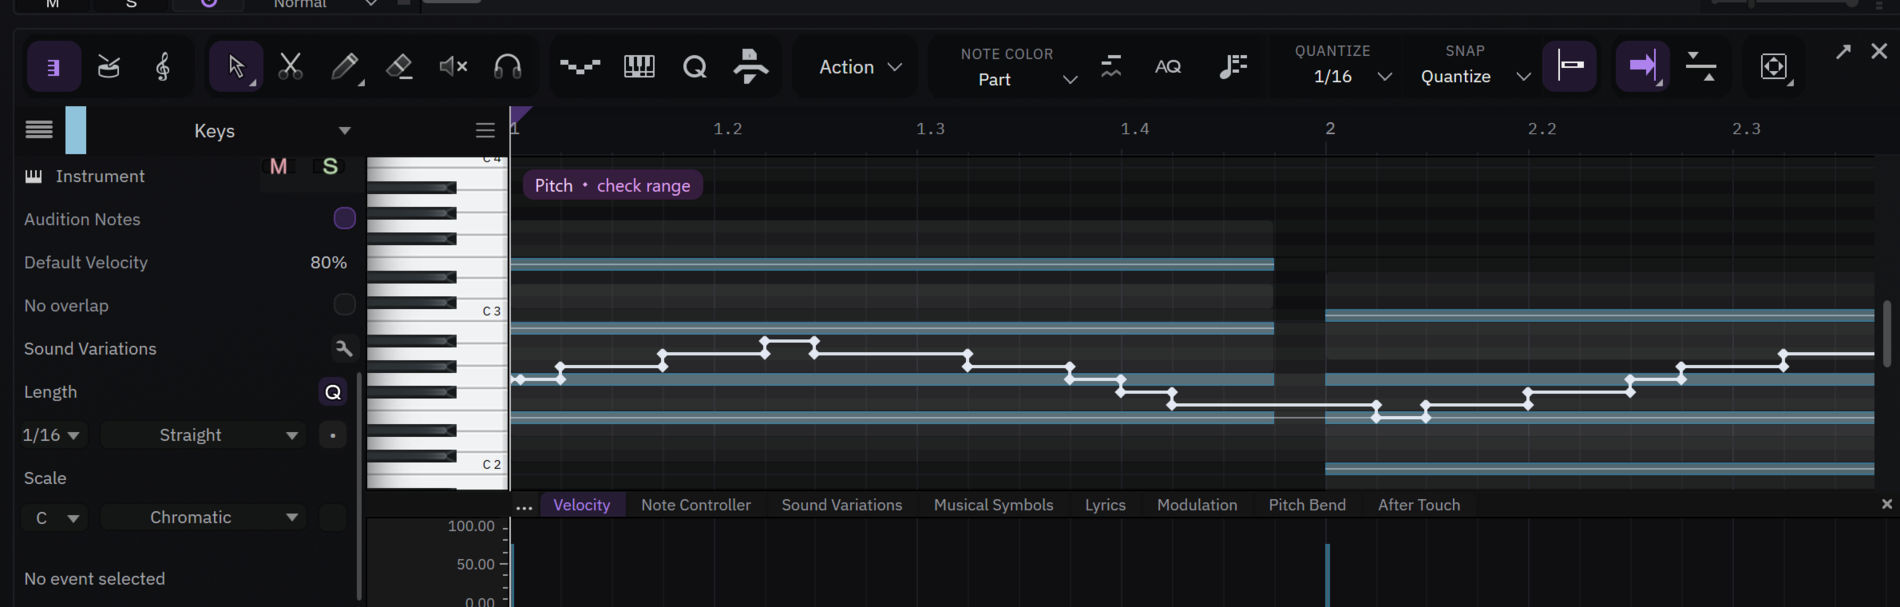 M S Normal
Action
NOTE COLOR
Part
AQ
QUANTIZE
1/16
SNAP
Quantize
Keys
1 1.2 1.3 1.4 2 2.2 2.3
Instrument M S
C 4
Pitch • check range
Audition Notes
Default Velocity 80%
No overlap
C 3
Sound Variations
Length Q
1/16 Straight
C 2
Scale
C Chromatic
No event selected
... Velocity Note Controller Sound Variations Musical Symbols Lyrics Modulation Pitch Bend After Touch
100.00
50.00
0.00